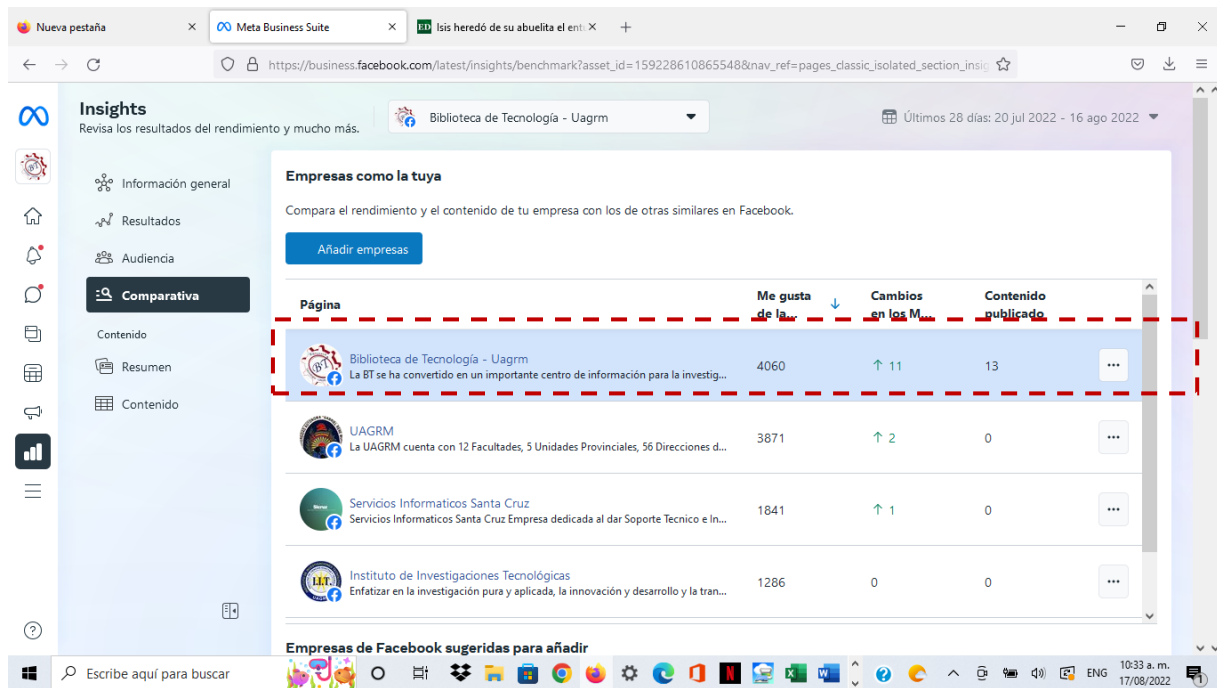 Nueva pestaña
Meta Business Suite
Isis heredó de su abuelita el ent
https://business.facebook.com/latest/insights/benchmark?asset_id=159228610865548&nav_ref=pages_classic_isolated_section_insig
Insights
Revisa los resultados del rendimiento y mucho más.
Biblioteca de Tecnología - Uagrm
Últimos 28 días: 20 jul 2022 - 16 ago 2022
Información general
Resultados
Audiencia
Comparativa
Contenido
Resumen
Contenido
Empresas como la tuya
Compara el rendimiento y el contenido de tu empresa con los de otras similares en Facebook.
Añadir empresas
Página
Me gusta de la...
Cambios en los M...
Contenido publicado
Biblioteca de Tecnología - Uagrm
La BT se ha convertido en un importante centro de información para la investig...
4060
↑ 11
13
UAGRM
La UAGRM cuenta con 12 Facultades, 5 Unidades Provinciales, 56 Direcciones d...
3871
↑ 2
0
Servicios Informaticos Santa Cruz
Servicios Informaticos Santa Cruz Empresa dedicada al dar Soporte Tecnico e In...
1841
↑ 1
0
Instituto de Investigaciones Tecnológicas
Enfatizar en la investigación pura y aplicada, la innovación y desarrollo y la tran...
1286
0
0
Empresas de Facebook sugeridas para añadir
Escribe aquí para buscar
ENG
10:33 a. m.
17/08/2022